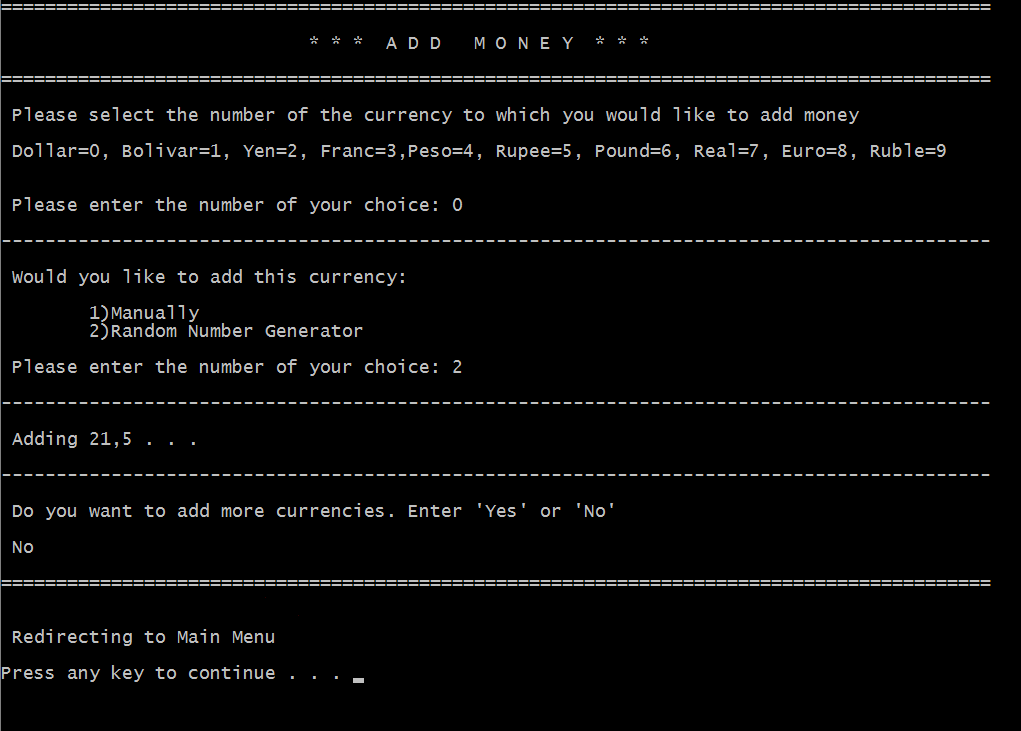 ==========================================================================================
* * *  A D D   M O N E Y  * * *
==========================================================================================
Please select the number of the currency to which you would like to add money
Dollar=0, Bolivar=1, Yen=2, Franc=3,Peso=4, Rupee=5, Pound=6, Real=7, Euro=8, Ruble=9
Please enter the number of your choice: 0
------------------------------------------------------------------------------------------
Would you like to add this currency:
1)Manually
2)Random Number Generator
Please enter the number of your choice: 2
------------------------------------------------------------------------------------------
Adding 21,5 . . .
------------------------------------------------------------------------------------------
Do you want to add more currencies. Enter 'Yes' or 'No'
No
==========================================================================================
Redirecting to Main Menu
Press any key to continue . . . _